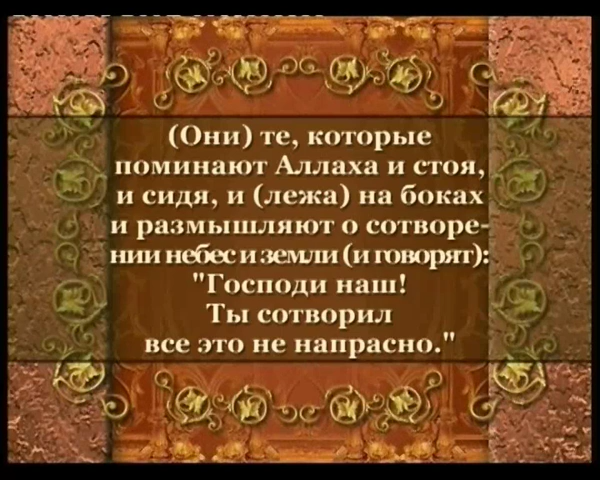 (Они) те, которые
поминают Аллаха и стоя,
и сидя, и (лежа) на боках
и размышляют о сотворе-
нии небес и земли (и говорят):
"Господи наш!
Ты сотворил
все это не напрасно."